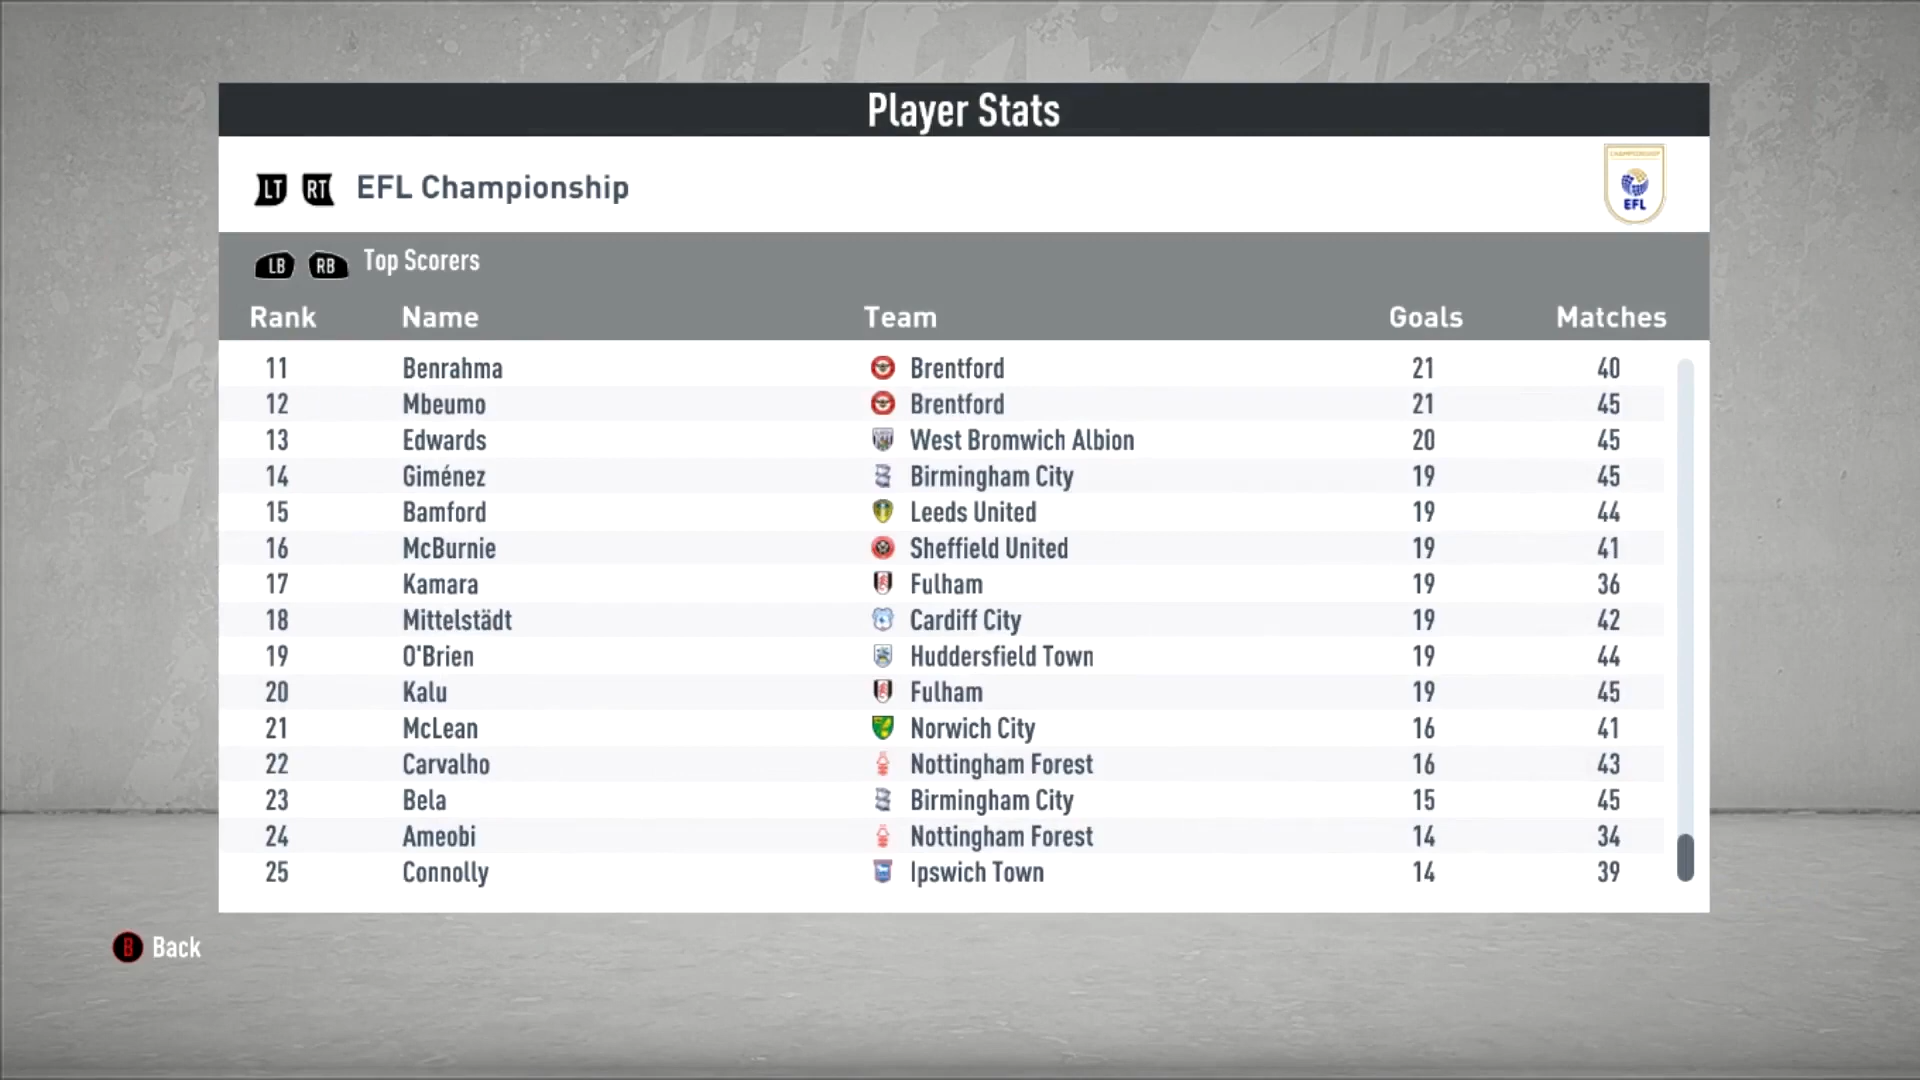 Player Stats
LT RT EFL Championship
CHAMPIONSHIP
EFL
LB RB Top Scorers
Rank Name Team Goals Matches
11 Benrahma Brentford 21 40
12 Mbeumo Brentford 21 45
13 Edwards West Bromwich Albion 20 45
14 Giménez Birmingham City 19 45
15 Bamford Leeds United 19 44
16 McBurnie Sheffield United 19 41
17 Kamara Fulham 19 36
18 Mittelstädt Cardiff City 19 42
19 O'Brien Huddersfield Town 19 44
20 Kalu Fulham 19 45
21 McLean Norwich City 16 41
22 Carvalho Nottingham Forest 16 43
23 Bela Birmingham City 15 45
24 Ameobi Nottingham Forest 14 34
25 Connolly Ipswich Town 14 39
B Back